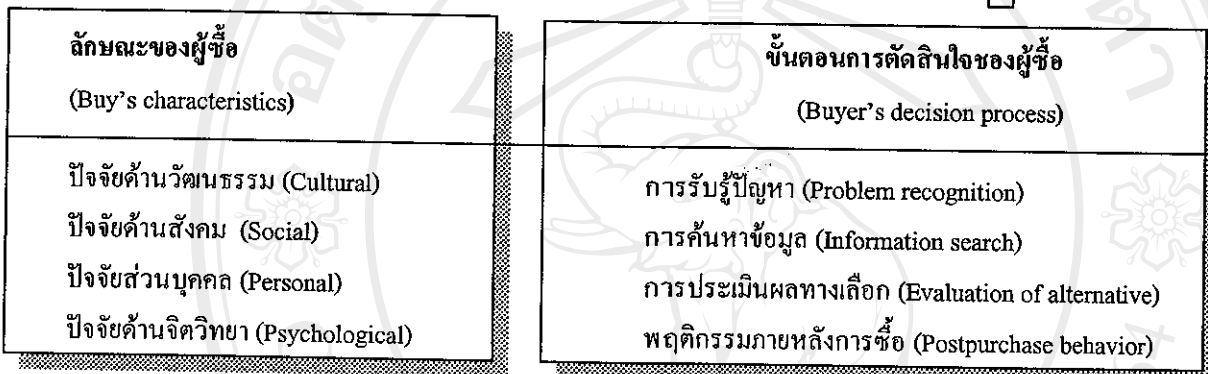 ลักษณะของผู้ซื้อ
(Buy's characteristics)
ปัจจัยด้านวัฒนธรรม (Cultural)
ปัจจัยด้านสังคม (Social)
ปัจจัยส่วนบุคคล (Personal)
ปัจจัยด้านจิตวิทยา (Psychological)
ขั้นตอนการตัดสินใจของผู้ซื้อ
(Buyer's decision process)
การรับรู้ปัญหา (Problem recognition)
การค้นหาข้อมูล (Information search)
การประเมินผลทางเลือก (Evaluation of alternative)
พฤติกรรมภายหลังการซื้อ (Postpurchase behavior)